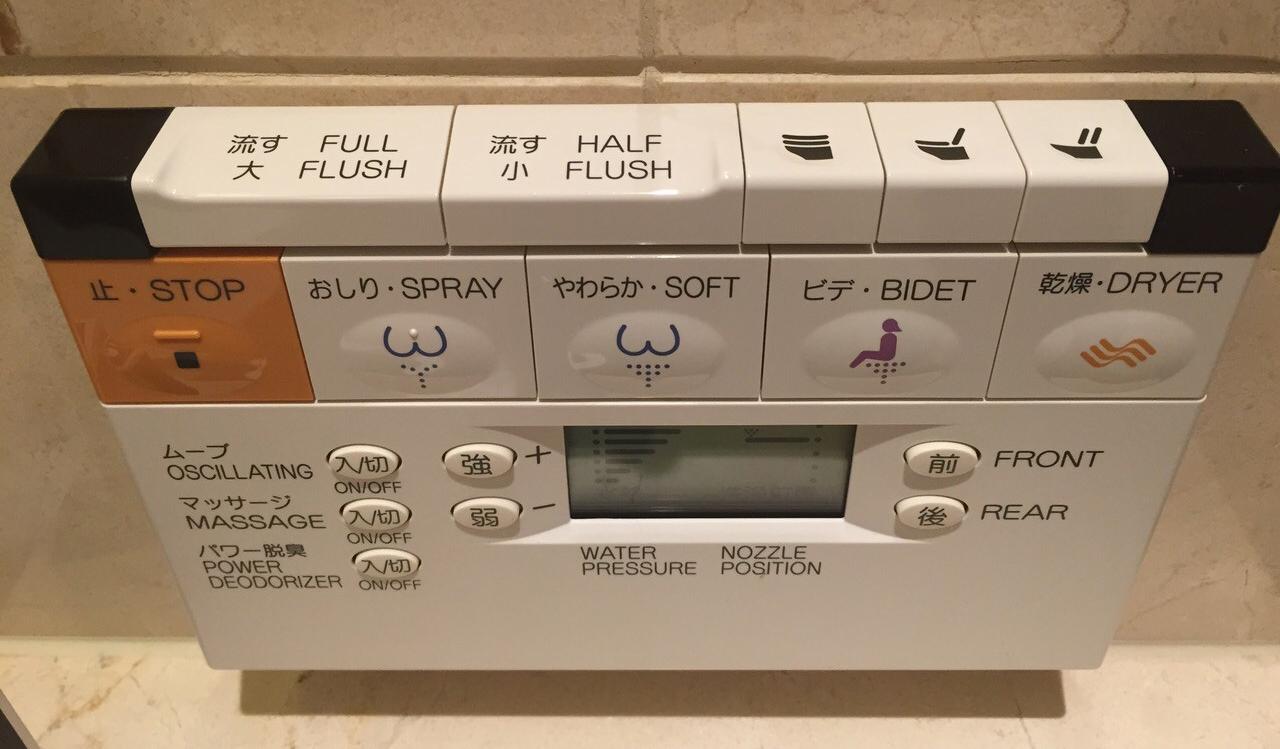 流す FULL
大 FLUSH
流す HALF
小 FLUSH
止・STOP
おしり・SPRAY
やわらか・SOFT
ビデ・BIDET
乾燥・DRYER
ムーブ
OSCILLATING
入/切
ON/OFF
マッサージ
MASSAGE
入/切
ON/OFF
パワー脱臭
POWER
DEODORIZER
入/切
ON/OFF
強 +
弱 −
WATER
PRESSURE
NOZZLE
POSITION
前 FRONT
後 REAR